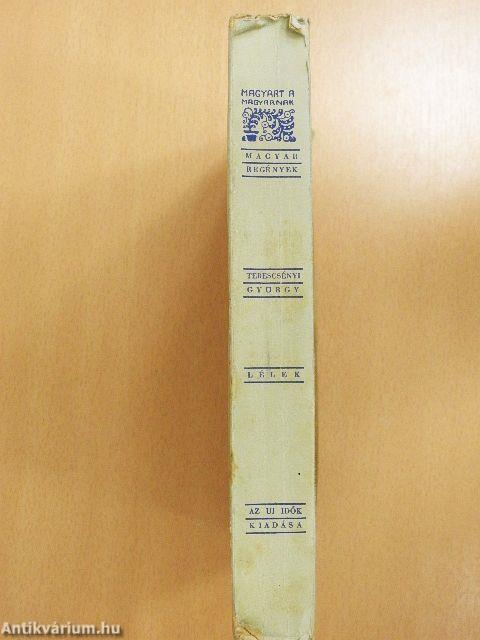 MAGYART A
MAGYARNAK
MAGYAR
REGÉNYEK
TERESCSÉNYI
GYÖRGY
LÉLEK
AZ UJ IDŐK
KIADÁSA
Antikvárium.hu